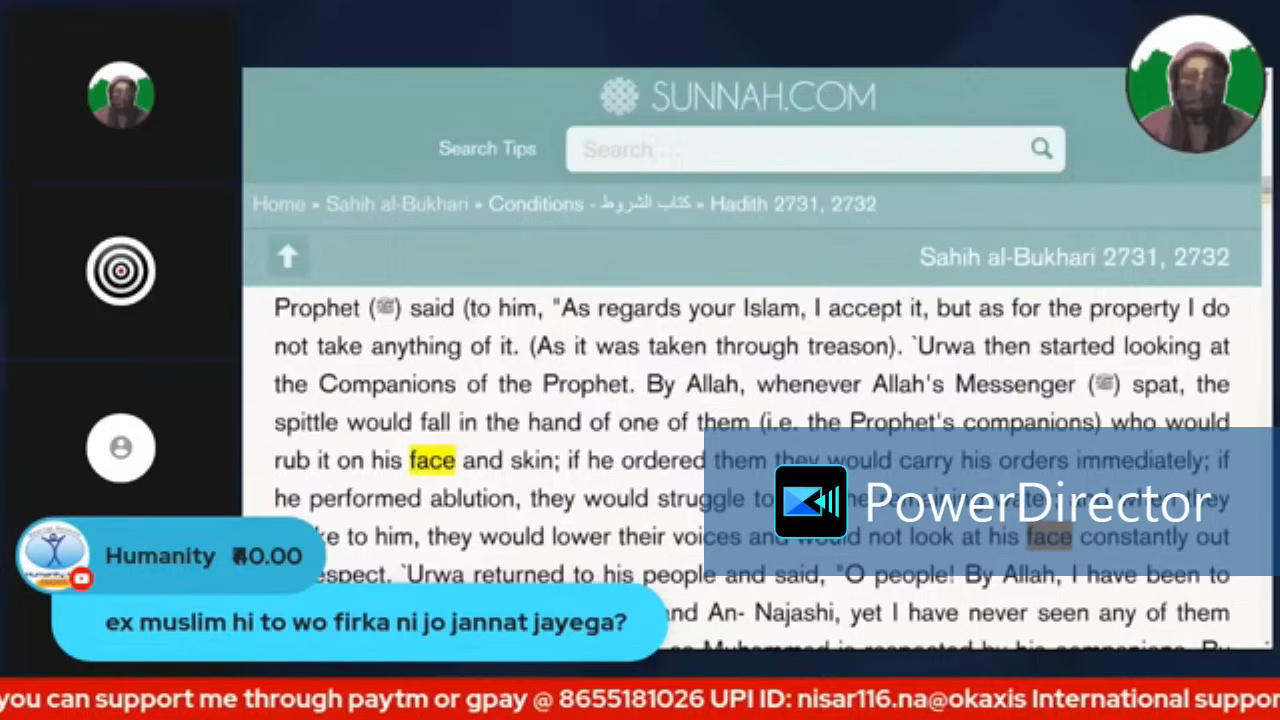 SUNNAH.COM
Search Tips
Search ...
Home » Sahih al-Bukhari » Conditions - كتاب الشروط » Hadith 2731, 2732
Sahih al-Bukhari 2731, 2732
Prophet (ﷺ) said (to him, "As regards your Islam, I accept it, but as for the property I do
not take anything of it. (As it was taken through treason). `Urwa then started looking at
the Companions of the Prophet. By Allah, whenever Allah's Messenger (ﷺ) spat, the
spittle would fall in the hand of one of them (i.e. the Prophet's companions) who would
rub it on his face and skin; if he ordered them they would carry his orders immediately; if
he performed ablution, they would struggle to remaining they
to him, they would lower their voices and would not look at his face constantly out
`Urwa returned to his people and said, "O people! By Allah, I have been to
and An- Najashi, yet I have never seen any of them
PowerDirector
Humanity 40.00
ex muslim hi to wo firka ni jo jannat jayega?
you can support me through paytm or gpay @ 8655181026 UPI ID: nisar116.na@okaxis International suppor